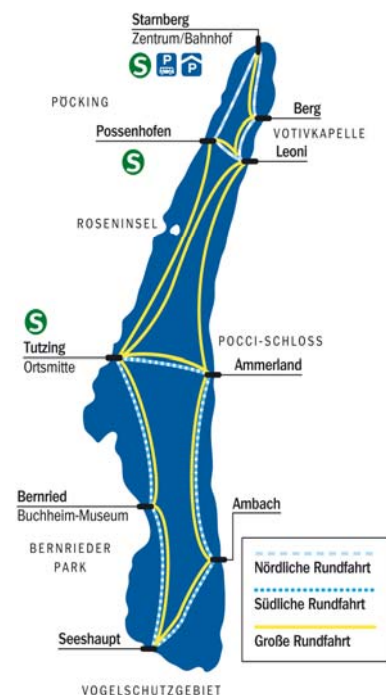 Starnberg
Zentrum/Bahnhof
S
P
P
PÖCKING
Berg
VOTIVKAPELLE
Possenhofen
Leoni
S
ROSENINSEL
S
Tutzing
Ortsmitte
POCCI-SCHLOSS
Ammerland
Bernried
Buchheim-Museum
Ambach
BERNRIEDER
PARK
Nördliche Rundfahrt
Südliche Rundfahrt
Große Rundfahrt
Seeshaupt
VOGELSCHUTZGEBIET